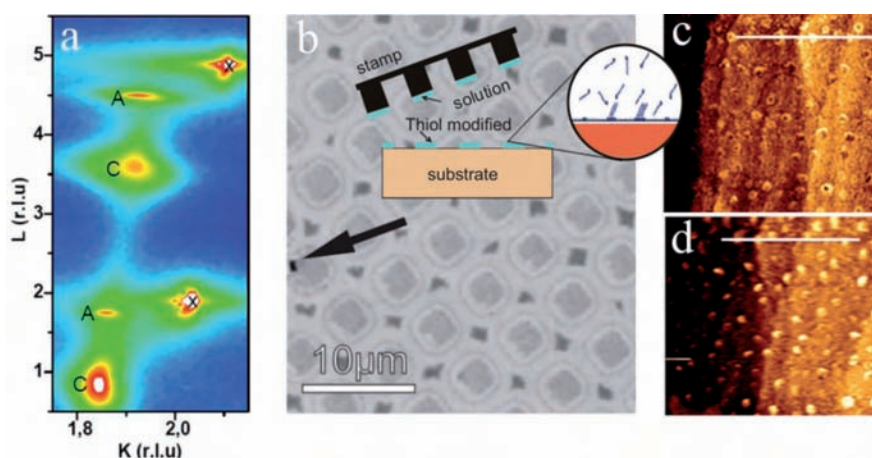 a
5
4
3
2
1
L (r.l.u)
X
A
C
X
A
C
1,8
2,0
K (r.l.u)
b
stamp
solution
Thiol modified
substrate
10µm
c
d